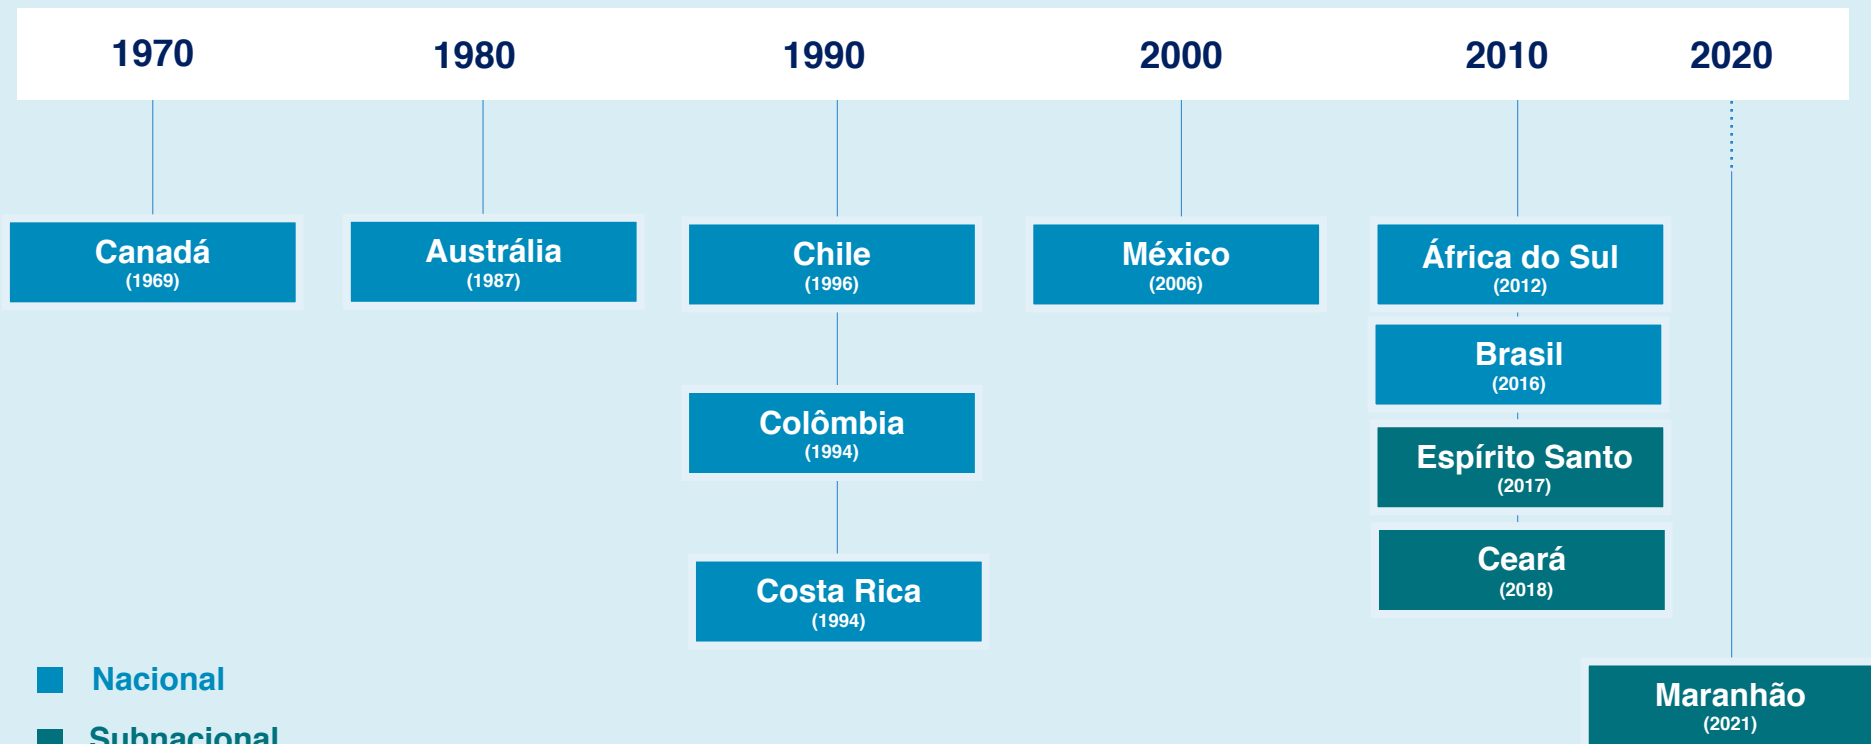 1970
1980
1990
2000
2010
2020
Canadá
(1969)
Austrália
(1987)
Chile
(1996)
México
(2006)
África do Sul
(2012)
Brasil
(2016)
Colômbia
(1994)
Espírito Santo
(2017)
Ceará
(2018)
Costa Rica
(1994)
Maranhão
(2021)
Nacional
Subnacional